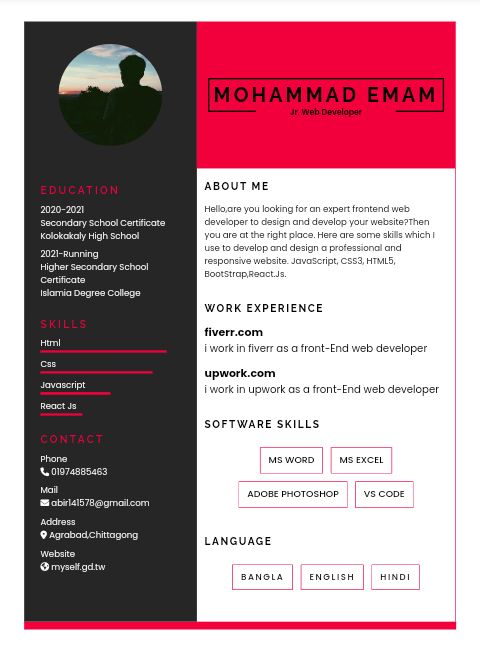 MOHAMMAD EMAM
Jr. Web Developer
EDUCATION
2020-2021
Secondary School Certificate
Kolokakaly High School
2021-Running
Higher Secondary School
Certificate
Islamia Degree College
SKILLS
Html
Css
Javascript
React Js
CONTACT
Phone
01974885463
Mail
abir141578@gmail.com
Address
Agrabad,Chittagong
Website
myself.gd.tw
ABOUT ME
Hello,are you looking for an expert frontend web
developer to design and develop your website?Then
you are at the right place. Here are some skills which I
use to develop and design a professional and
responsive website. JavaScript, CSS3, HTML5,
BootStrap,React.Js.
WORK EXPERIENCE
fiverr.com
i work in fiverr as a front-End web developer
upwork.com
i work in upwork as a front-End web developer
SOFTWARE SKILLS
MS WORD MS EXCEL
ADOBE PHOTOSHOP VS CODE
LANGUAGE
BANGLA ENGLISH HINDI